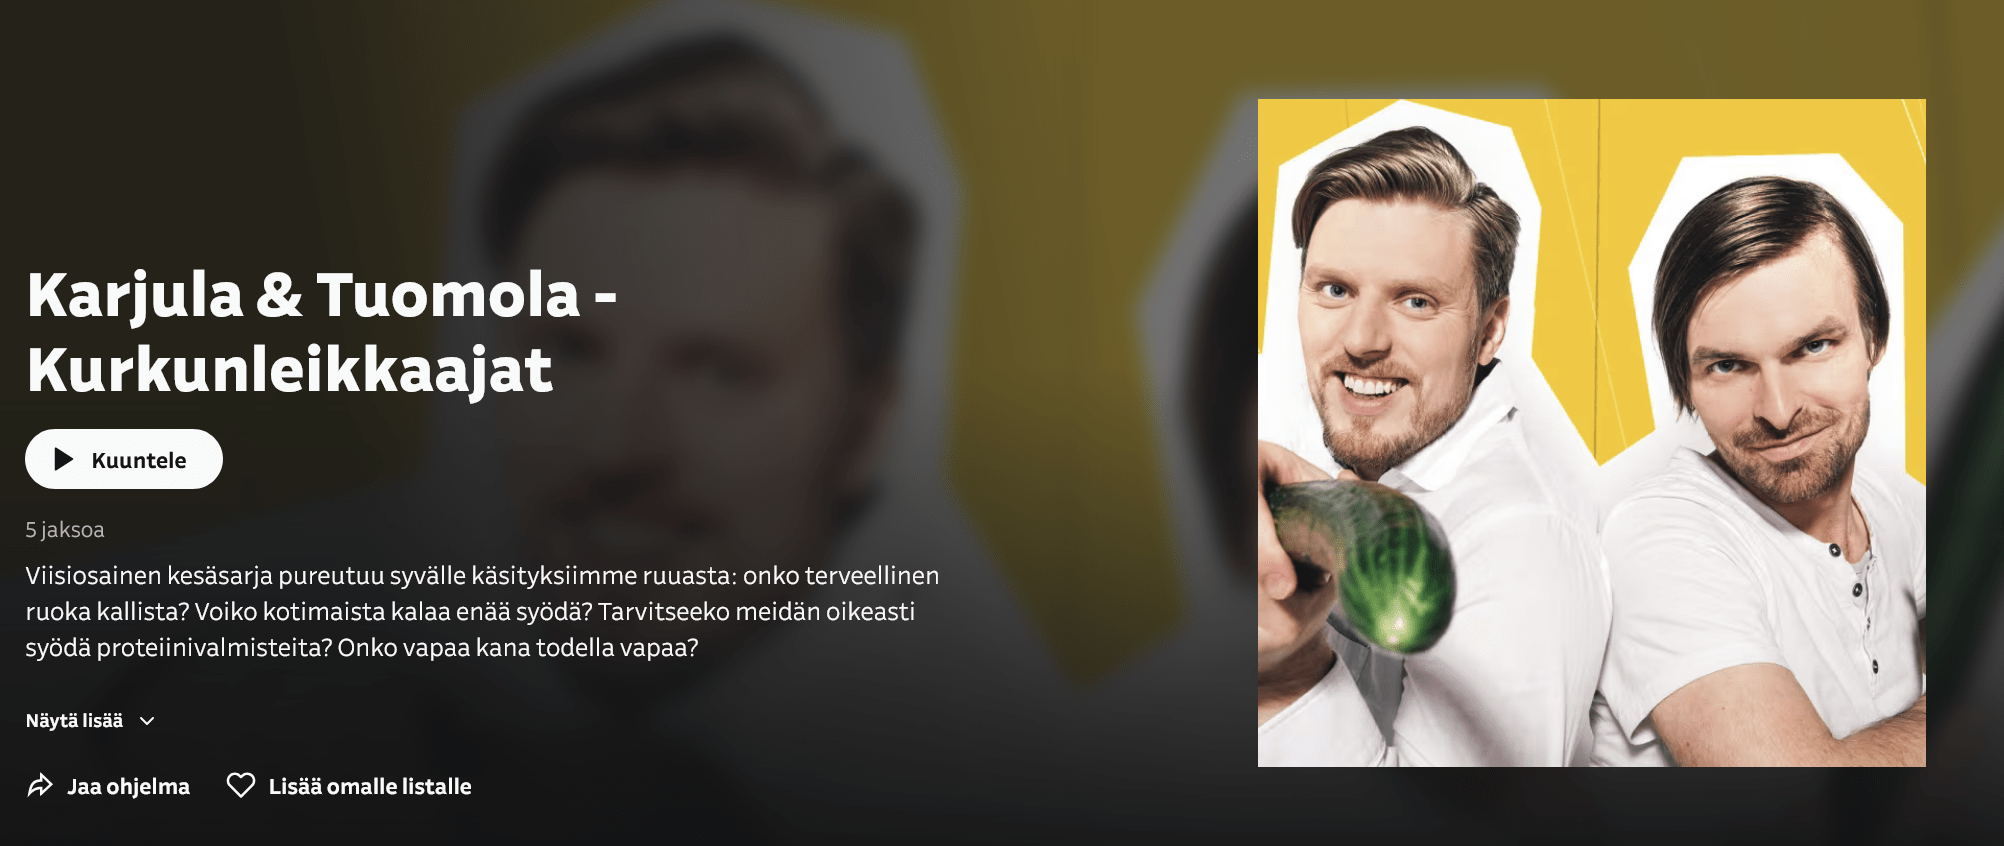 Karjula & Tuomola -
Kurkunleikkaajat
Kuuntele
5 jaksoa
Viisiosainen kesäsarja pureutuu syvälle käsityksiimme ruuasta: onko terveellinen
ruoka kallista? Voiko kotimaista kalaa enää syödä? Tarvitseeko meidän oikeasti
syödä proteiinivalmisteita? Onko vapaa kana todella vapaa?
Näytä lisää
Jaa ohjelma
Lisää omalle listalle